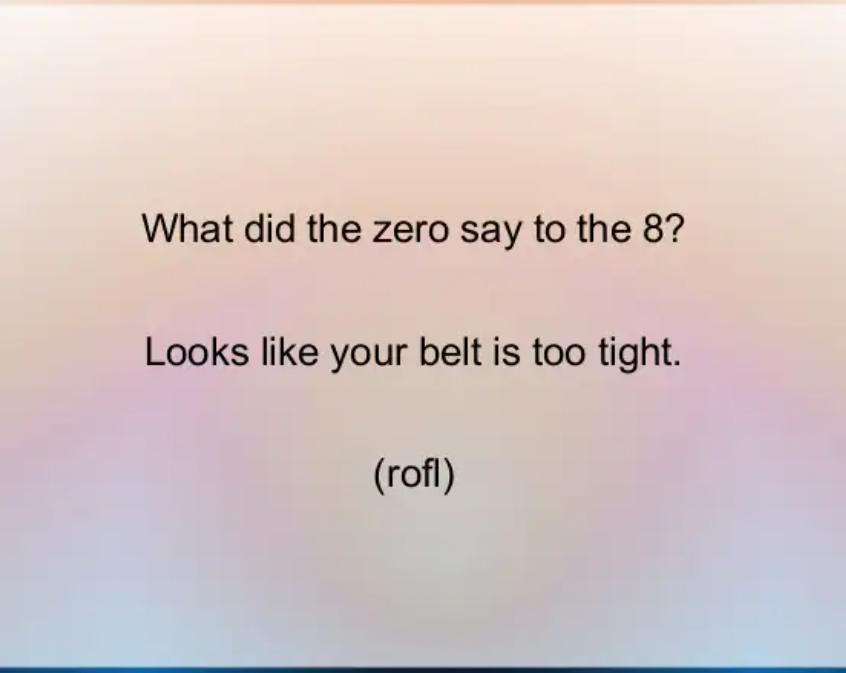 What did the zero say to the 8?
Looks like your belt is too tight.
(rofl)